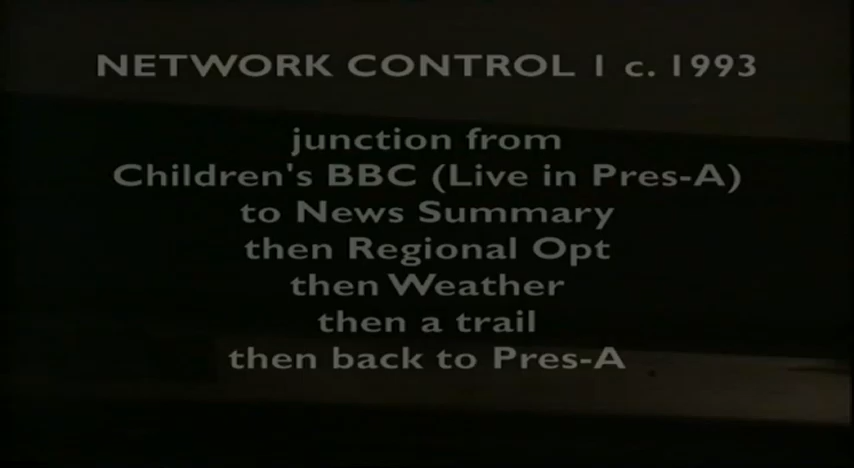 NETWORK CONTROL 1 c. 1993
junction from
Children's BBC (Live in Pres-A)
to News Summary
then Regional Opt
then Weather
then a trail
then back to Pres-A